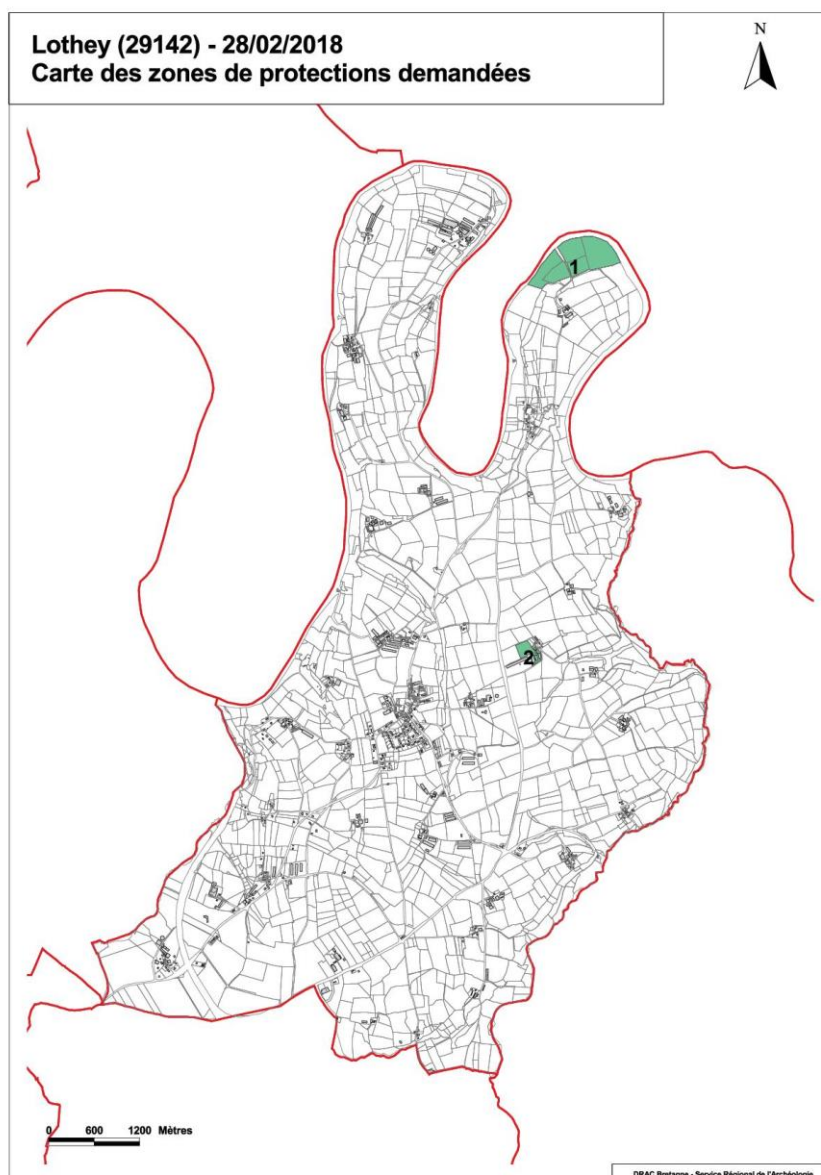 Lothey (29142) - 28/02/2018
Carte des zones de protections demandées
N
1
2
0 600 1200 Mètres
DRAC Bretagne - Service Régional de l'Archéologie